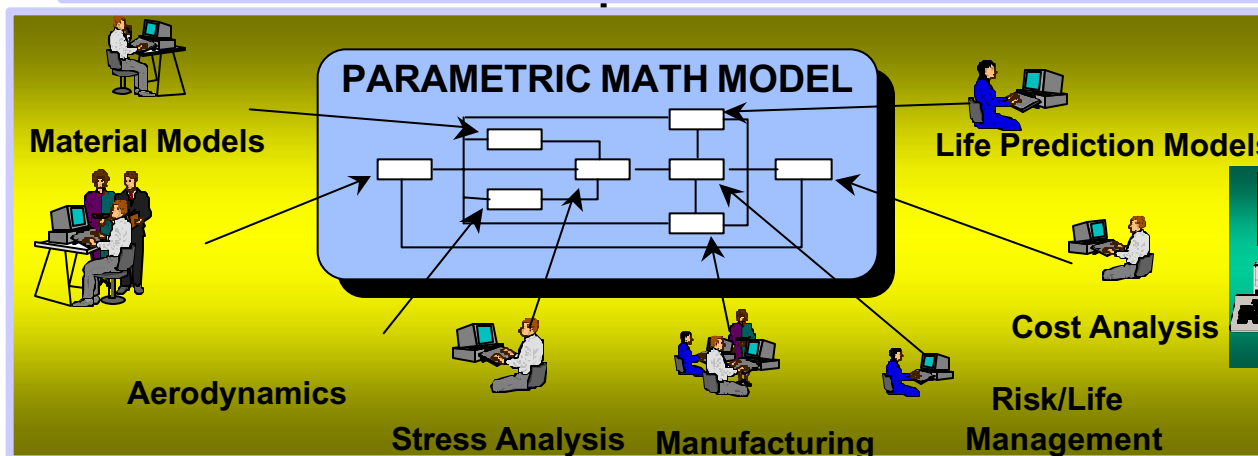 PARAMETRIC MATH MODEL
Material Models
Life Prediction Models
Cost Analysis
Aerodynamics
Risk/Life
Management
Stress Analysis
Manufacturing